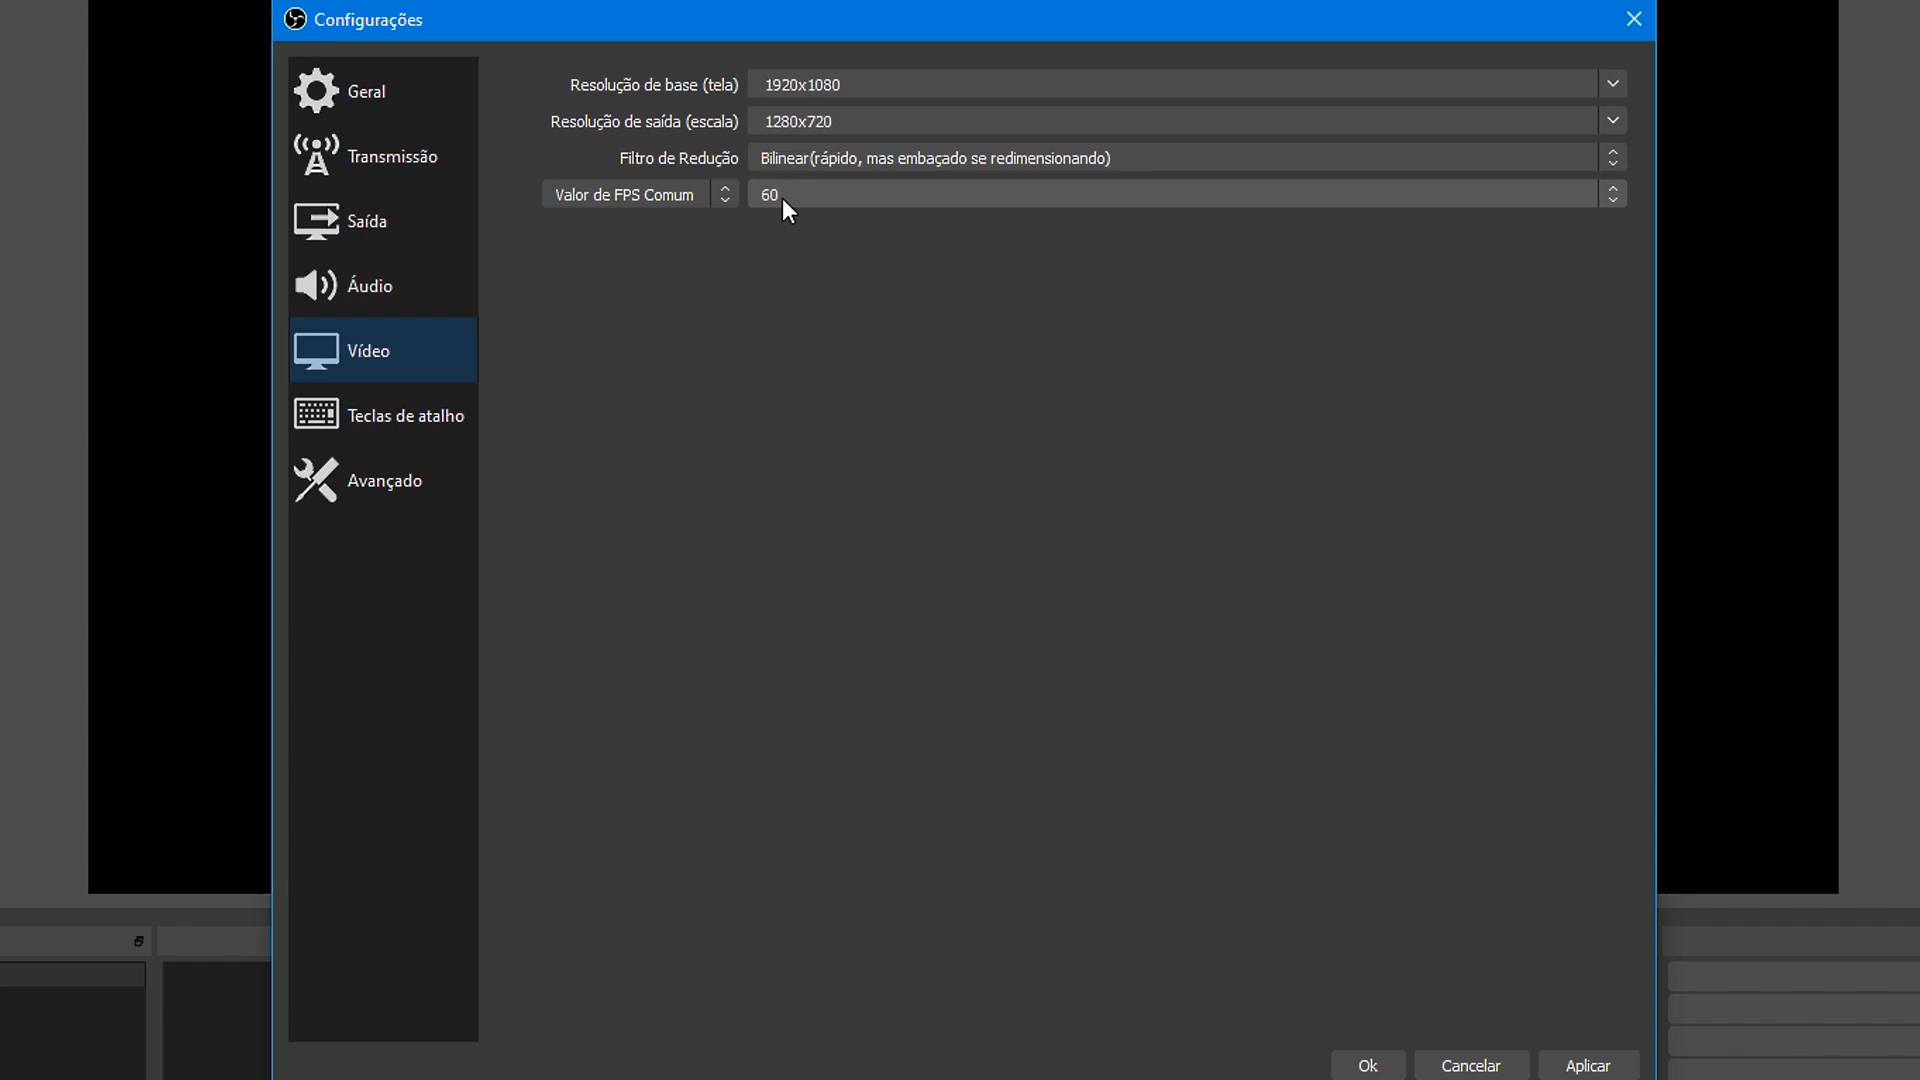 Configurações
Geral
Transmissão
Saída
Áudio
Vídeo
Teclas de atalho
Avançado
Resolução de base (tela) 1920x1080
Resolução de saída (escala) 1280x720
Filtro de Redução Bilinear(rápido, mas embaçado se redimensionando)
Valor de FPS Comum 60
Ok Cancelar Aplicar